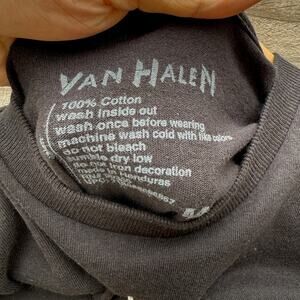 VAN HALEN
100% Cotton
wash inside out
wash once before wearing
machine wash cold with like colors
do not bleach
tumble dry low
do not iron decoration
made in Honduras
M